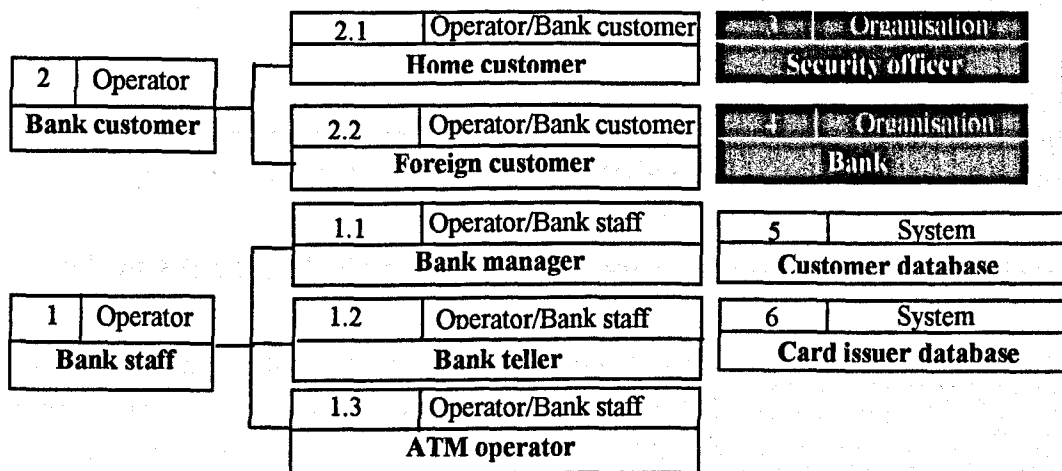 2.1 Operator/Bank customer
Home customer
3 Organisation
Security officer
2 Operator
Bank customer
2.2 Operator/Bank customer
Foreign customer
4 Organisation
Bank
1.1 Operator/Bank staff
Bank manager
5 System
Customer database
1 Operator
Bank staff
1.2 Operator/Bank staff
Bank teller
6 System
Card issuer database
1.3 Operator/Bank staff
ATM operator